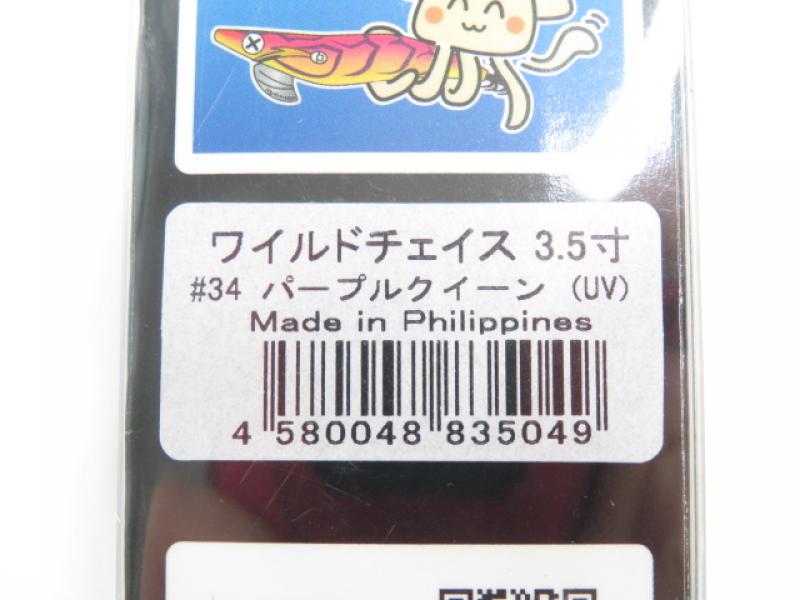 ワイルドチェイス 3.5寸
#34 パープルクイーン (UV)
Made in Philippines
4 580048 835049